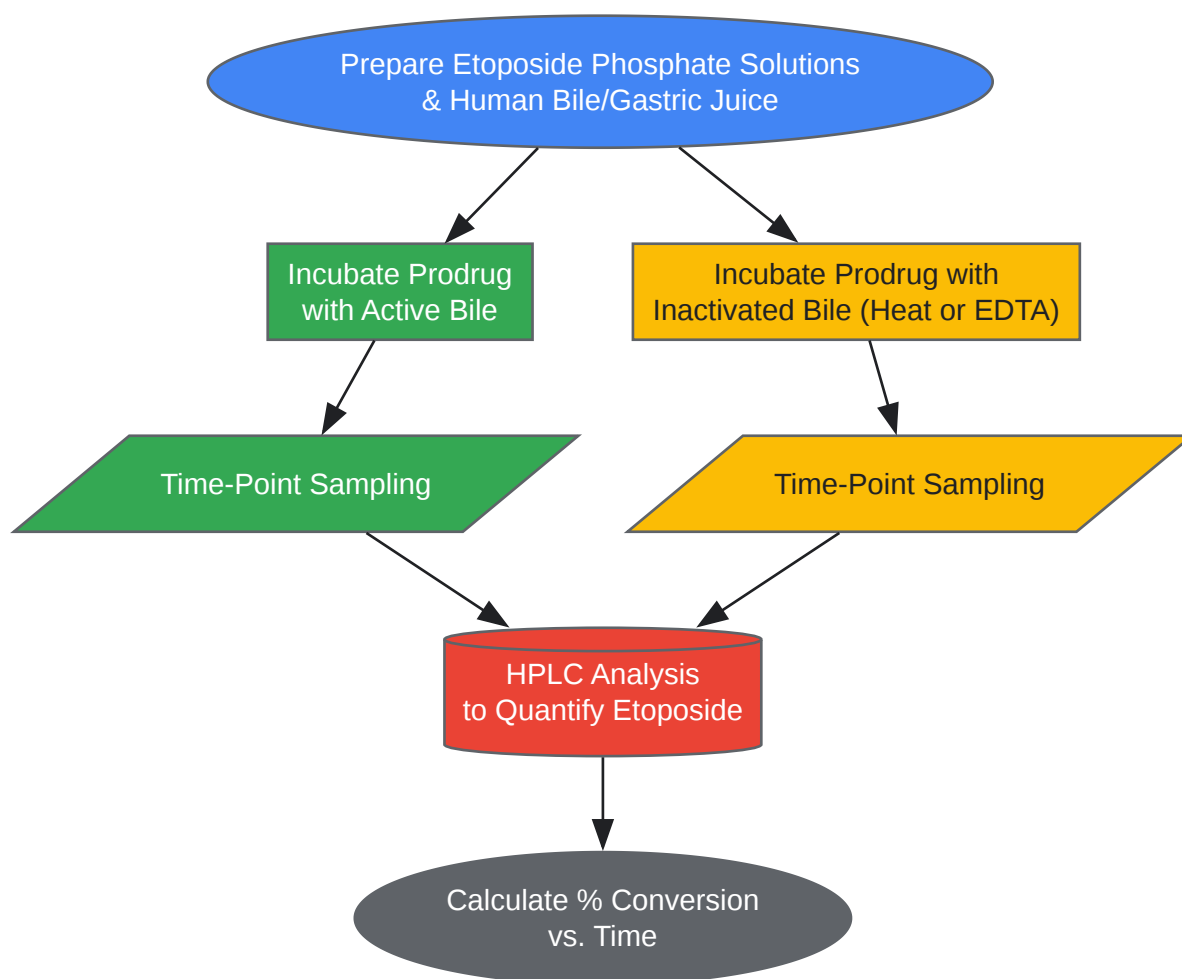 Prepare Etoposide Phosphate Solutions
& Human Bile/Gastric Juice
Incubate Prodrug
with Active Bile
Incubate Prodrug with
Inactivated Bile (Heat or EDTA)
Time-Point Sampling
Time-Point Sampling
HPLC Analysis
to Quantify Etoposide
Calculate % Conversion
vs. Time